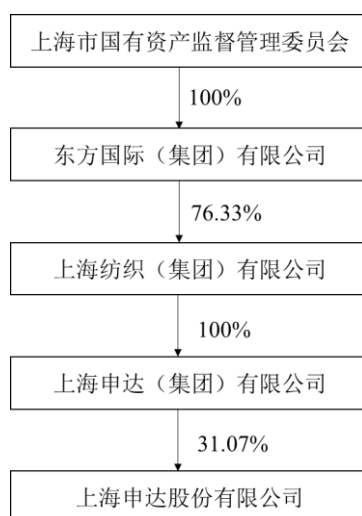 上海市国有资产监督管理委员会
100%
东方国际（集团）有限公司
76.33%
上海纺织（集团）有限公司
100%
上海申达（集团）有限公司
31.07%
上海申达股份有限公司